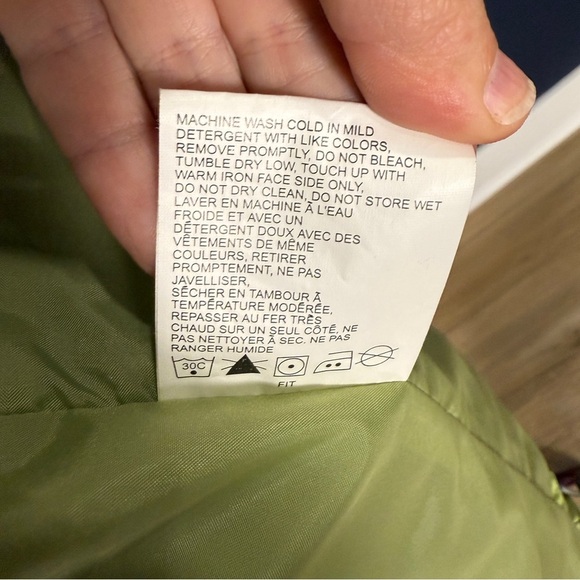 MACHINE WASH COLD IN MILD
DETERGENT WITH LIKE COLORS,
REMOVE PROMPTLY, DO NOT BLEACH,
TUMBLE DRY LOW, TOUCH UP WITH
WARM IRON FACE SIDE ONLY,
DO NOT DRY CLEAN, DO NOT STORE WET
LAVER EN MACHINE À L'EAU
FROIDE ET AVEC UN
DÉTERGENT DOUX AVEC DES
VÊTEMENTS DE MÊME
COULEURS, RETIRER
PROMPTEMENT, NE PAS
JAVELLISER,
SÉCHER EN TAMBOUR À
TEMPÉRATURE MODÉRÉE,
REPASSER AU FER TRÈS
CHAUD SUR UN SEUL CÔTÉ, NE
PAS NETTOYER À SEC, NE PAS
RANGER HUMIDE
30C
FIT